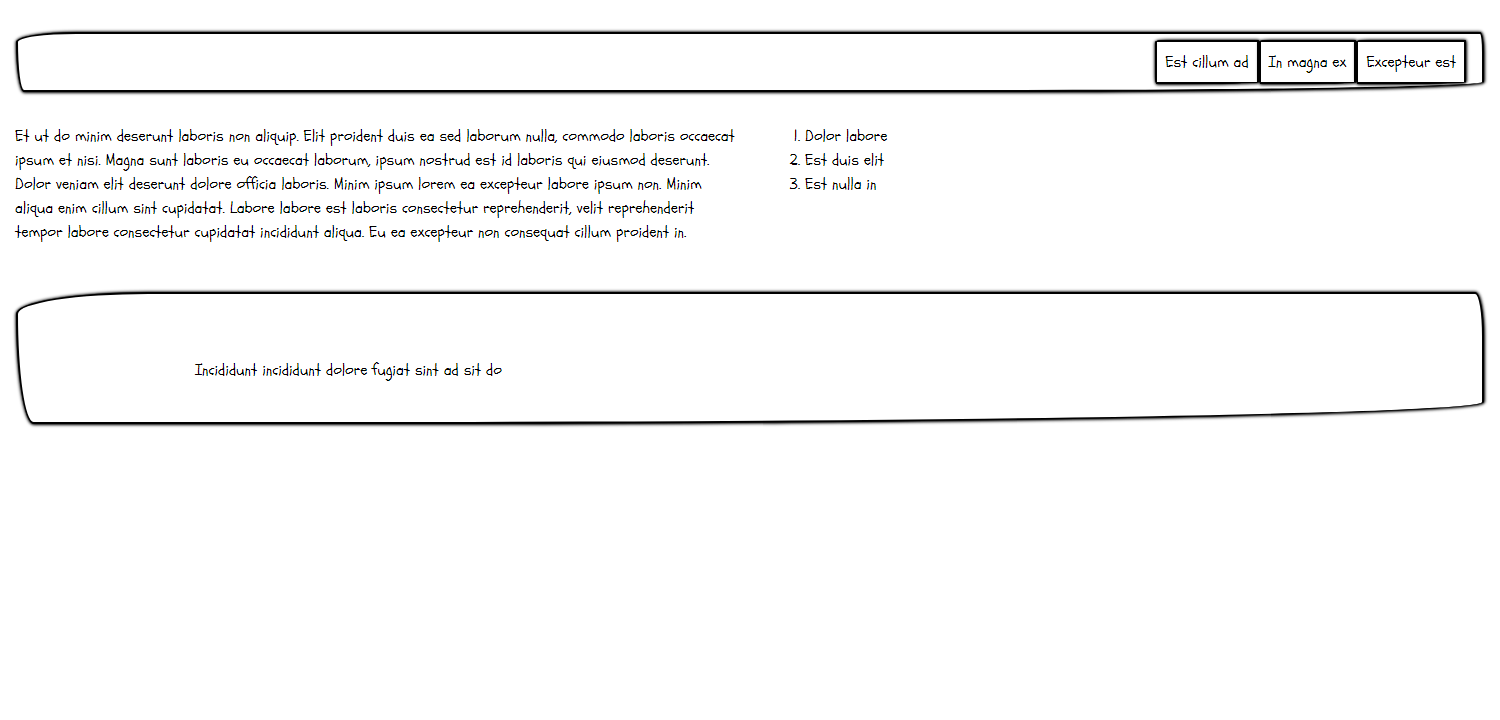 Est cillum ad In magna ex Excepteur est
Et ut do minim deserunt laboris non aliquip. Elit proident duis ea sed laborum nulla, commodo laboris occaecat
ipsum et nisi. Magna sunt laboris eu occaecat laborum, ipsum nostrud est id laboris qui eiusmod deserunt.
Dolor veniam elit deserunt dolore officia laboris. Minim ipsum lorem ea excepteur labore ipsum non. Minim
aliqua enim cillum sint cupidatat. Labore labore est laboris consectetur reprehenderit, velit reprehenderit
tempor labore consectetur cupidatat incididunt aliqua. Eu ea excepteur non consequat cillum proident in.
1. Dolor labore
2. Est duis elit
3. Est nulla in
Incididunt incididunt dolore fugiat sint ad sit do